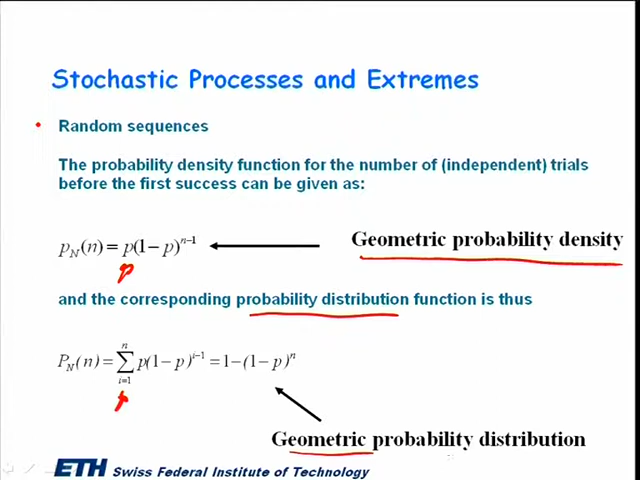 Stochastic Processes and Extremes
• Random sequences
The probability density function for the number of (independent) trials
before the first success can be given as:
p_N(n) = p(1 − p)^{n−1}
Geometric probability density
p
and the corresponding probability distribution function is thus
P_N(n) = \sum_{i=1}^{n} p(1 − p)^{i−1} = 1 − (1 − p)^n
p
Geometric probability distribution
ETH Swiss Federal Institute of Technology